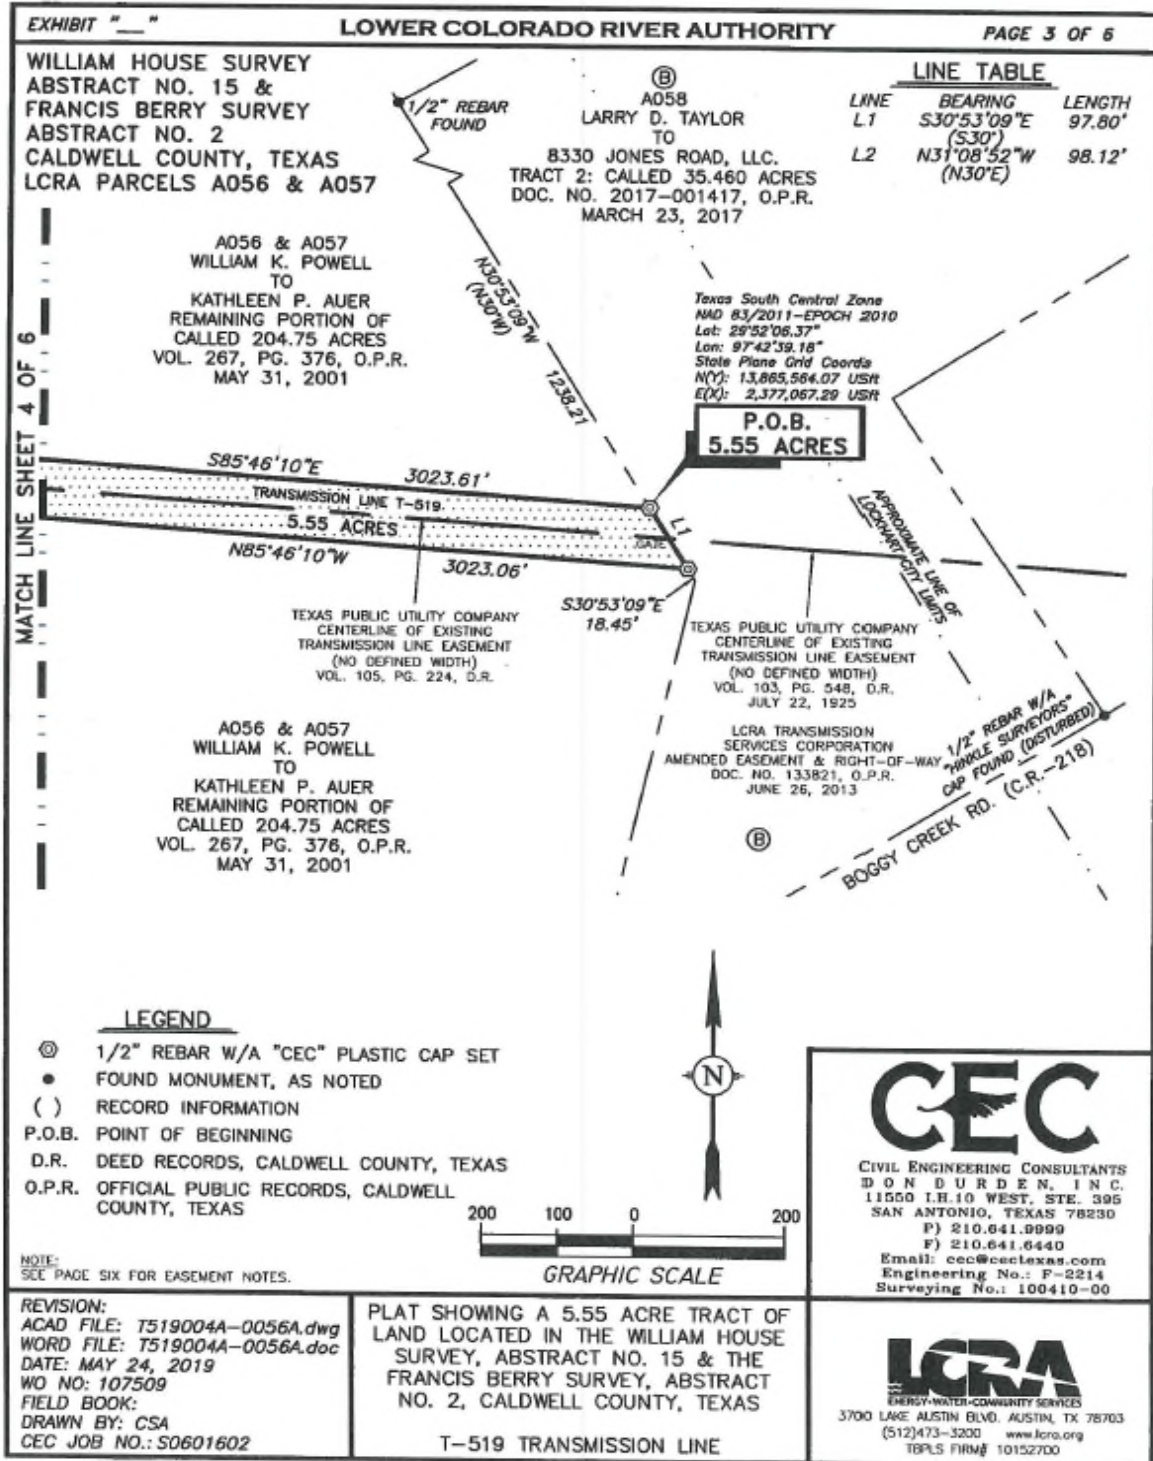 EXHIBIT "__"
LOWER COLORADO RIVER AUTHORITY
PAGE 3 OF 6
WILLIAM HOUSE SURVEY
ABSTRACT NO. 15 &
FRANCIS BERRY SURVEY
ABSTRACT NO. 2
CALDWELL COUNTY, TEXAS
LCRA PARCELS A056 & A057
1/2" REBAR
FOUND
B
A058
LARRY D. TAYLOR
TO
8330 JONES ROAD, LLC.
TRACT 2: CALLED 35.460 ACRES
DOC. NO. 2017-001417, O.P.R.
MARCH 23, 2017
LINE TABLE
LINE BEARING LENGTH
L1 S30°53'09"E 97.80'
(S30°)
L2 N31°08'52"W 98.12'
(N30°E)
A056 & A057
WILLIAM K. POWELL
TO
KATHLEEN P. AUER
REMAINING PORTION OF
CALLED 204.75 ACRES
VOL. 267, PG. 376, O.P.R.
MAY 31, 2001
N30°53'09"W
(N30°W)
1238.21
Texas South Central Zone
NAD 83/2011-EPOCH 2010
Lat: 29°52'06.37"
Lon: 97°42'39.18"
State Plane Grid Coords
N(Y): 13,865,564.07 USft
E(X): 2,377,067.29 USft
P.O.B.
5.55 ACRES
MATCH LINE SHEET 4 OF 6
S85°46'10"E 3023.61'
TRANSMISSION LINE T-519
5.55 ACRES
N85°46'10"W 3023.06'
L1
S30°53'09"E
18.45'
APPROXIMATE LINE OF
LOCKHART CITY LIMITS
TEXAS PUBLIC UTILITY COMPANY
CENTERLINE OF EXISTING
TRANSMISSION LINE EASEMENT
(NO DEFINED WIDTH)
VOL. 105, PG. 224, D.R.
TEXAS PUBLIC UTILITY COMPANY
CENTERLINE OF EXISTING
TRANSMISSION LINE EASEMENT
(NO DEFINED WIDTH)
VOL. 103, PG. 548, D.R.
JULY 22, 1925
LCRA TRANSMISSION
SERVICES CORPORATION
AMENDED EASEMENT & RIGHT-OF-WAY
DOC. NO. 133821, O.P.R.
JUNE 26, 2013
1/2" REBAR W/A
"HINKLE SURVEYORS"
CAP FOUND (DISTURBED)
BOGGY CREEK RD. (C.R.-218)
B
A056 & A057
WILLIAM K. POWELL
TO
KATHLEEN P. AUER
REMAINING PORTION OF
CALLED 204.75 ACRES
VOL. 267, PG. 376, O.P.R.
MAY 31, 2001
N
LEGEND
1/2" REBAR W/A "CEC" PLASTIC CAP SET
FOUND MONUMENT, AS NOTED
( ) RECORD INFORMATION
P.O.B. POINT OF BEGINNING
D.R. DEED RECORDS, CALDWELL COUNTY, TEXAS
O.P.R. OFFICIAL PUBLIC RECORDS, CALDWELL
COUNTY, TEXAS
NOTE:
SEE PAGE SIX FOR EASEMENT NOTES.
200 100 0 200
GRAPHIC SCALE
CEC
CIVIL ENGINEERING CONSULTANTS
DON DURDEN, INC.
11550 I.H.10 WEST, STE. 395
SAN ANTONIO, TEXAS 78230
P) 210.641.9999
F) 210.641.6440
Email: cec@cectexas.com
Engineering No.: F-2214
Surveying No.: 100410-00
REVISION:
ACAD FILE: T519004A-0056A.dwg
WORD FILE: T519004A-0056A.doc
DATE: MAY 24, 2019
WO NO: 107509
FIELD BOOK:
DRAWN BY: CSA
CEC JOB NO.: S0601602
PLAT SHOWING A 5.55 ACRE TRACT OF
LAND LOCATED IN THE WILLIAM HOUSE
SURVEY, ABSTRACT NO. 15 & THE
FRANCIS BERRY SURVEY, ABSTRACT
NO. 2, CALDWELL COUNTY, TEXAS
T-519 TRANSMISSION LINE
LCRA
ENERGY•WATER•COMMUNITY SERVICES
3700 LAKE AUSTIN BLVD. AUSTIN, TX 78703
(512)473-3200 www.lcra.org
TBPLS FIRM# 10152700